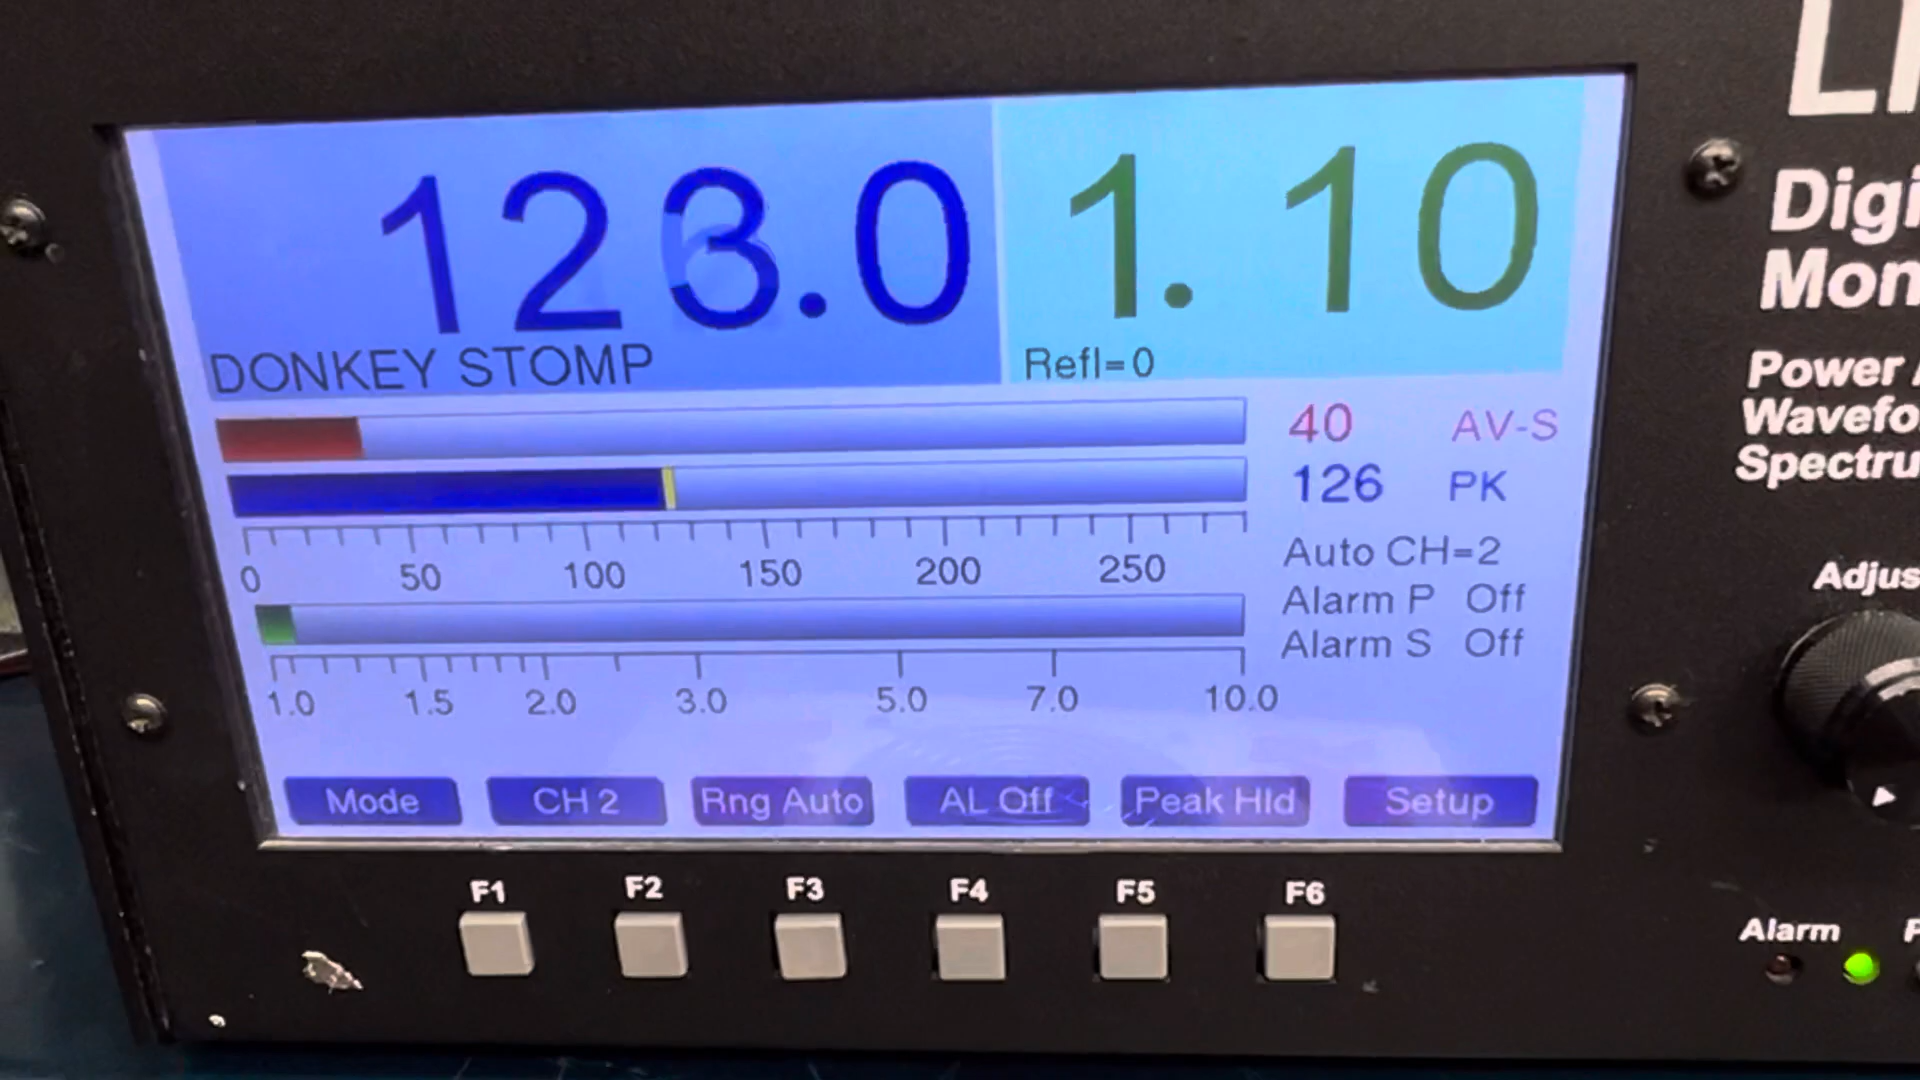 123.0
1.10
DONKEY STOMP
Refl=0
40 AV-S
126 PK
0 50 100 150 200 250
Auto CH=2
Alarm P Off
Alarm S Off
1.0 1.5 2.0 3.0 5.0 7.0 10.0
Mode CH 2 Rng Auto AL Off Peak Hld Setup
F1 F2 F3 F4 F5 F6
Digi
Mon
Power
Wavefo
Spectru
Adjus
Alarm